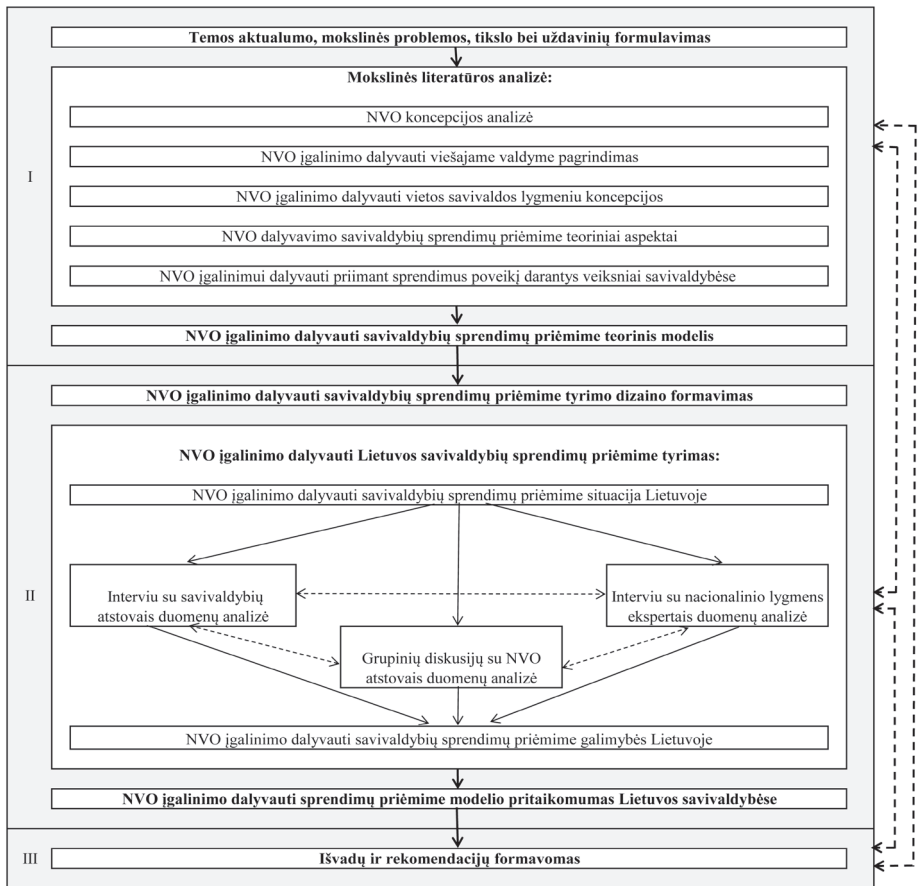 Temos aktualumo, mokslinės problemos, tikslo bei uždavinių formulavimas
Mokslinės literatūros analizė:
NVO koncepcijos analizė
NVO įgalinimo dalyvauti viešajame valdyme pagrindimas
I
NVO įgalinimo dalyvauti vietos savivaldos lygmeniu koncepcijos
NVO dalyvavimo savivaldybių sprendimų priėmime teoriniai aspektai
NVO įgalinimui dalyvauti priimant sprendimus poveikį darantys veiksniai savivaldybėse
NVO įgalinimo dalyvauti savivaldybių sprendimų priėmime teorinis modelis
NVO įgalinimo dalyvauti savivaldybių sprendimų priėmime tyrimo dizaino formavimas
NVO įgalinimo dalyvauti Lietuvos savivaldybių sprendimų priėmime tyrimas:
NVO įgalinimo dalyvauti savivaldybių sprendimų priėmime situacija Lietuvoje
II
Interviu su savivaldybių
atstovais duomenų analizė
Interviu su nacionalinio lygmens
ekspertais duomenų analizė
Grupinių diskusijų su NVO
atstovais duomenų analizė
NVO įgalinimo dalyvauti savivaldybių sprendimų priėmime galimybės Lietuvoje
NVO įgalinimo dalyvauti sprendimų priėmime modelio pritaikomumas Lietuvos savivaldybėse
III
Išvadų ir rekomendacijų formavomas